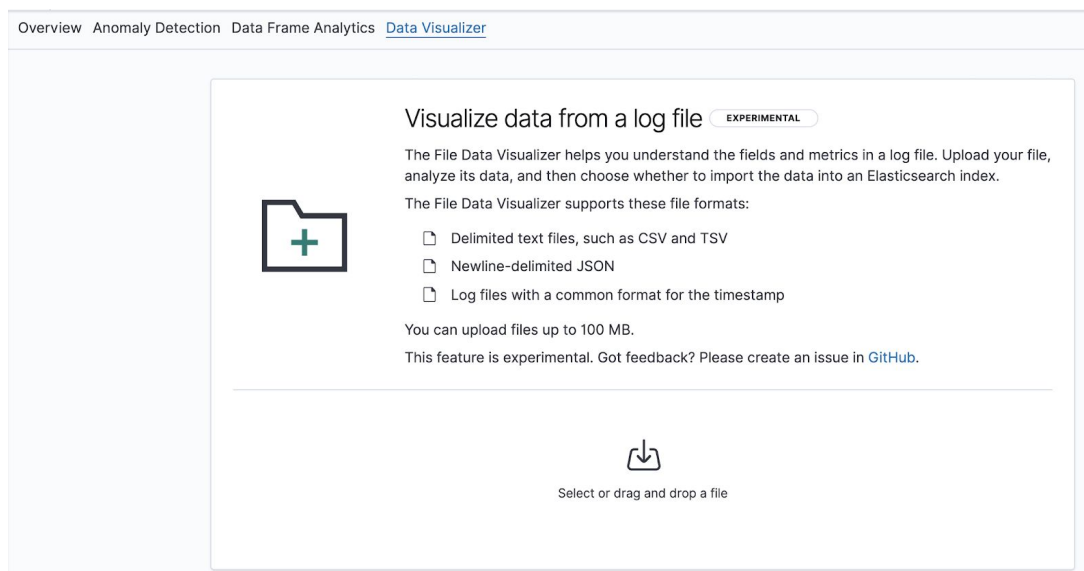 Overview Anomaly Detection Data Frame Analytics Data Visualizer
Visualize data from a log file EXPERIMENTAL
The File Data Visualizer helps you understand the fields and metrics in a log file. Upload your file,
analyze its data, and then choose whether to import the data into an Elasticsearch index.
The File Data Visualizer supports these file formats:
Delimited text files, such as CSV and TSV
Newline-delimited JSON
Log files with a common format for the timestamp
You can upload files up to 100 MB.
This feature is experimental. Got feedback? Please create an issue in GitHub.
Select or drag and drop a file